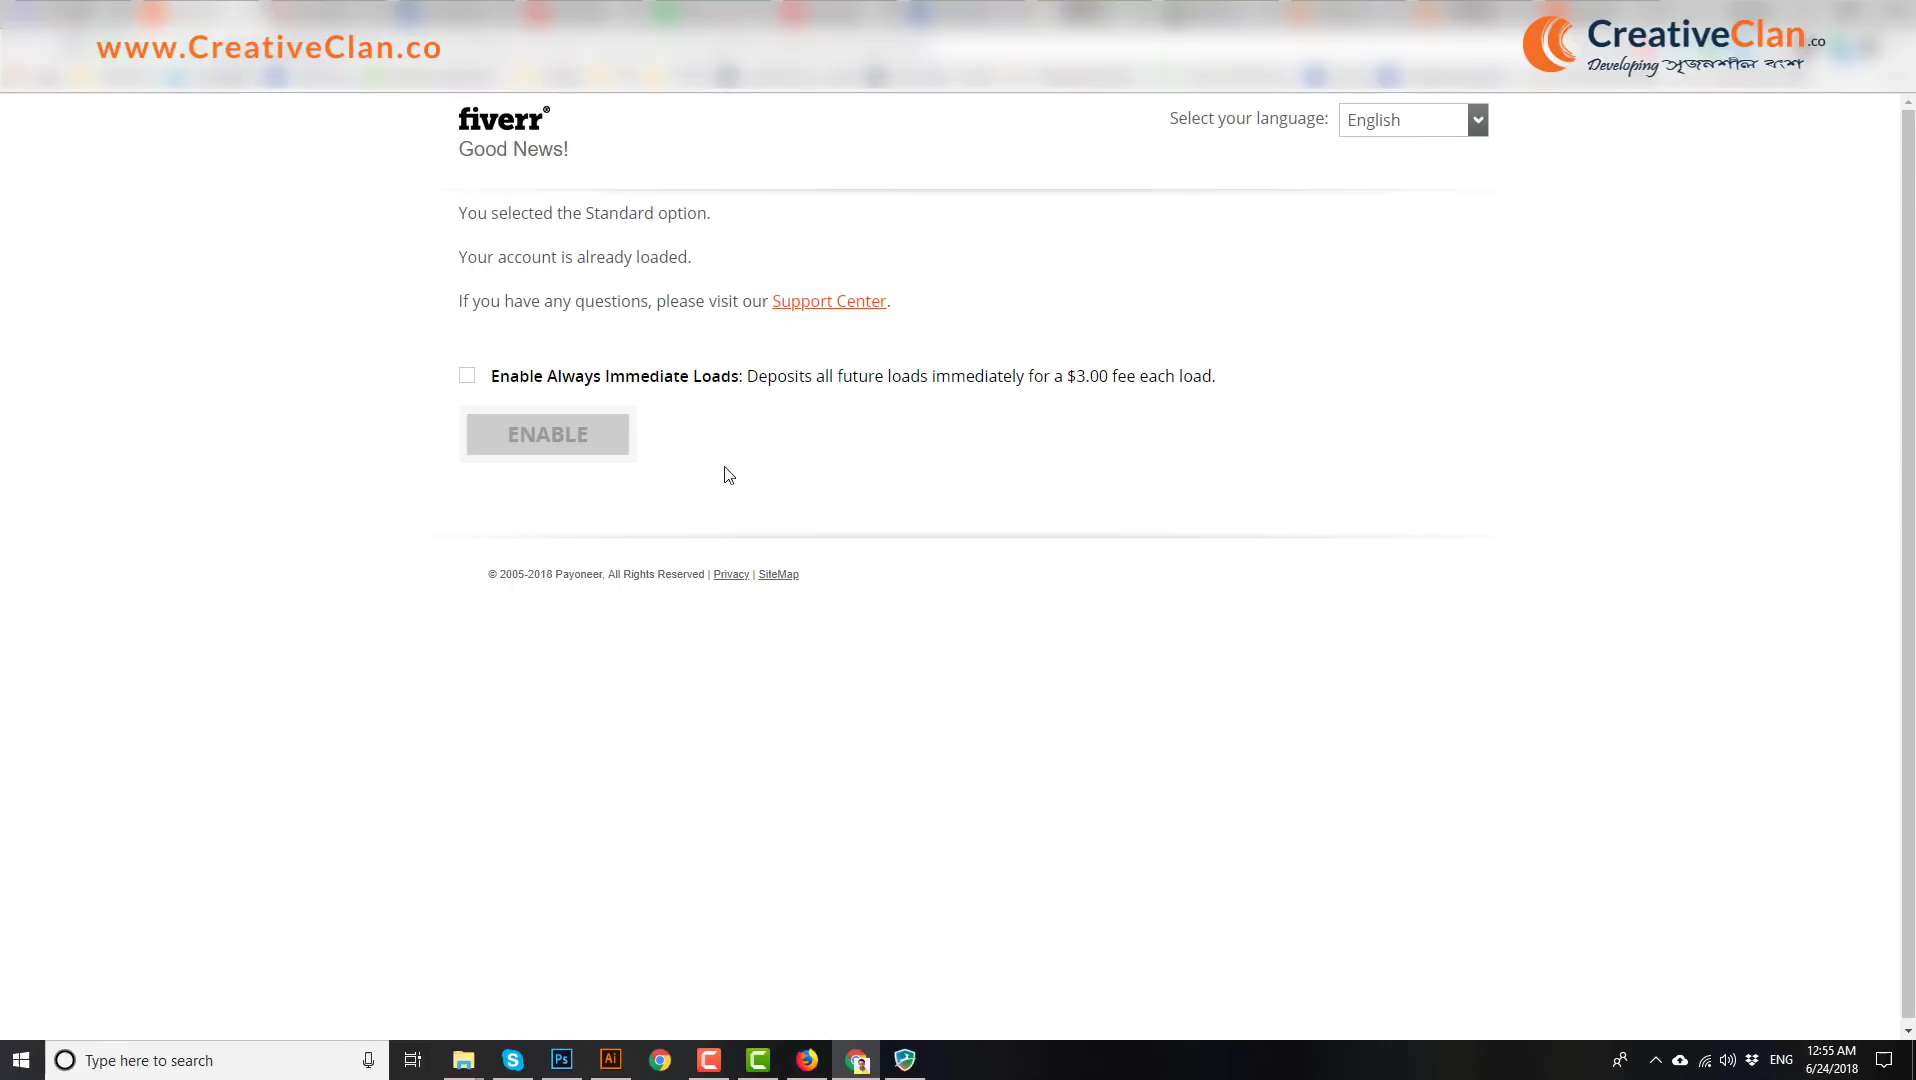 www.CreativeClan.co
CreativeClan.co
Developing সৃজনশীল বংশ
fiverr®
Select your language: English
Good News!
You selected the Standard option.
Your account is already loaded.
If you have any questions, please visit our Support Center.
Enable Always Immediate Loads: Deposits all future loads immediately for a $3.00 fee each load.
ENABLE
© 2005-2018 Payoneer, All Rights Reserved | Privacy | SiteMap
Type here to search
Ps
Ai
ENG
12:55 AM
6/24/2018